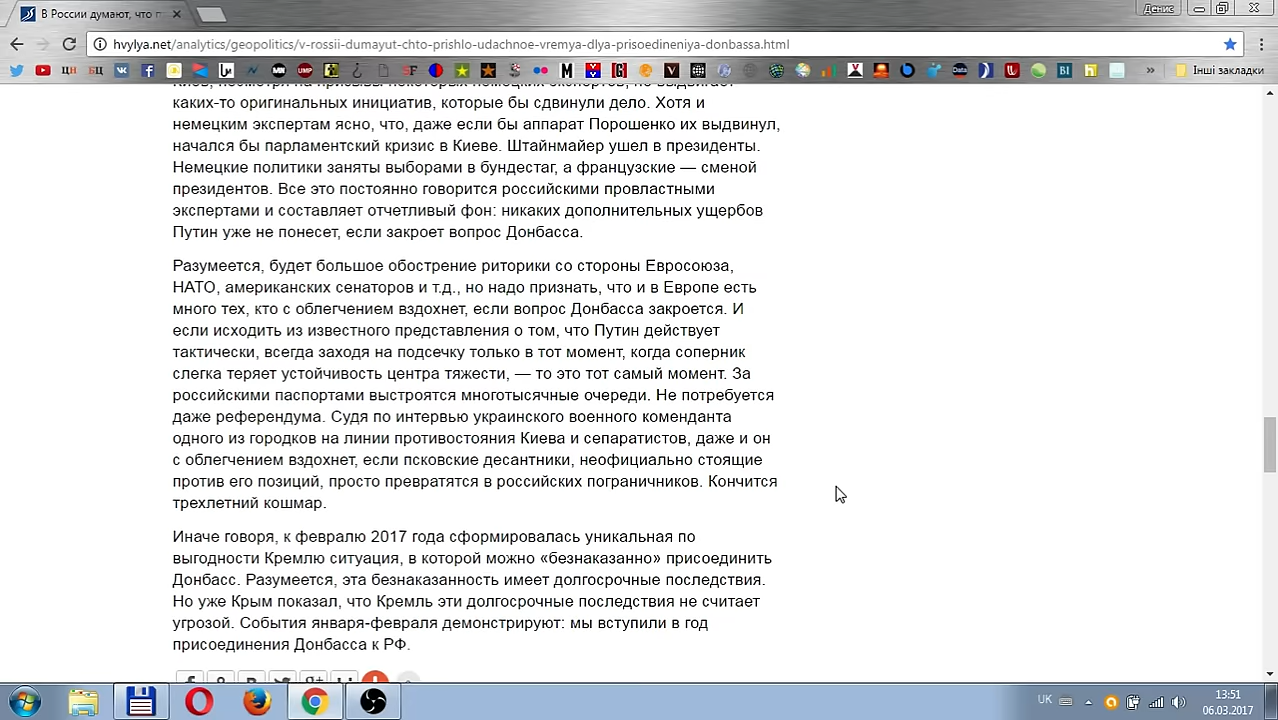 В России думают, что п
Денис
hvylya.net/analytics/geopolitics/v-rossii-dumayut-chto-prishlo-udachnoe-vremya-dlya-prisoedineniya-donbassa.html
Інші закладки
каких-то оригинальных инициатив, которые бы сдвинули дело. Хотя и
немецким экспертам ясно, что, даже если бы аппарат Порошенко их выдвинул,
начался бы парламентский кризис в Киеве. Штайнмайер ушел в президенты.
Немецкие политики заняты выборами в бундестаг, а французские — сменой
президентов. Все это постоянно говорится российскими провластными
экспертами и составляет отчетливый фон: никаких дополнительных ущербов
Путин уже не понесет, если закроет вопрос Донбасса.
Разумеется, будет большое обострение риторики со стороны Евросоюза,
НАТО, американских сенаторов и т.д., но надо признать, что и в Европе есть
много тех, кто с облегчением вздохнет, если вопрос Донбасса закроется. И
если исходить из известного представления о том, что Путин действует
тактически, всегда заходя на подсечку только в тот момент, когда соперник
слегка теряет устойчивость центра тяжести, — то это тот самый момент. За
российскими паспортами выстроятся многотысячные очереди. Не потребуется
даже референдума. Судя по интервью украинского военного коменданта
одного из городков на линии противостояния Киева и сепаратистов, даже и он
с облегчением вздохнет, если псковские десантники, неофициально стоящие
против его позиций, просто превратятся в российских пограничников. Кончится
трехлетний кошмар.
Иначе говоря, к февралю 2017 года сформировалась уникальная по
выгодности Кремлю ситуация, в которой можно «безнаказанно» присоединить
Донбасс. Разумеется, эта безнаказанность имеет долгосрочные последствия.
Но уже Крым показал, что Кремль эти долгосрочные последствия не считает
угрозой. События января-февраля демонстрируют: мы вступили в год
присоединения Донбасса к РФ.
UK
13:51
06.03.2017